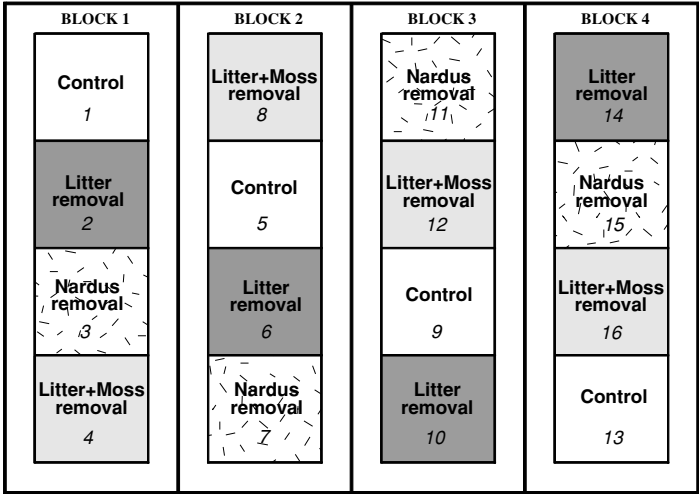 BLOCK 1
Control
1
Litter
removal
2
Nardus
removal
3
Litter+Moss
removal
4
BLOCK 2
Litter+Moss
removal
8
Control
5
Litter
removal
6
Nardus
removal
7
BLOCK 3
Nardus
removal
11
Litter+Moss
removal
12
Control
9
Litter
removal
10
BLOCK 4
Litter
removal
14
Nardus
removal
15
Litter+Moss
removal
16
Control
13